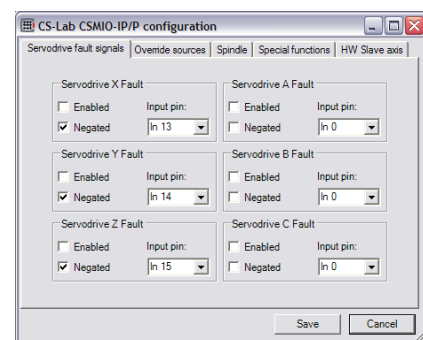 CS-Lab CSMIO-IP/P configuration
Servodrive fault signals Override sources Spindle Special functions HW Slave axis
Servodrive X Fault Servodrive A Fault
Enabled Input pin: Enabled Input pin:
Negated In 13 Negated In 0
Servodrive Y Fault Servodrive B Fault
Enabled Input pin: Enabled Input pin:
Negated In 14 Negated In 0
Servodrive Z Fault Servodrive C Fault
Enabled Input pin: Enabled Input pin:
Negated In 15 Negated In 0
Save Cancel